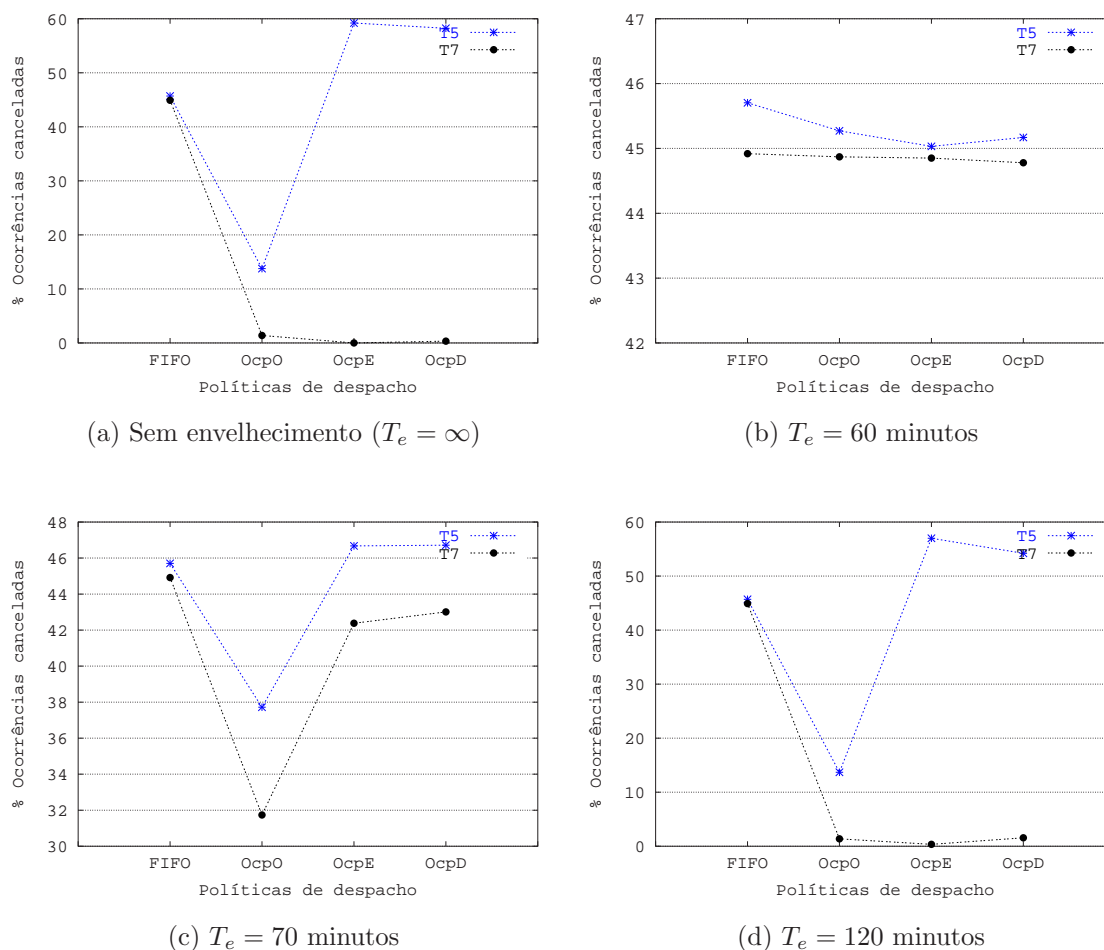 % Ocorrências canceladas
60
50
40
30
20
10
0
T5
T7
FIFO OcpO OcpE OcpD
Políticas de despacho
(a) Sem envelhecimento (T_e = ∞)
% Ocorrências canceladas
47
46
45
44
43
42
T5
T7
FIFO OcpO OcpE OcpD
Políticas de despacho
(b) T_e = 60 minutos
% Ocorrências canceladas
48
46
44
42
40
38
36
34
32
30
T5
T7
FIFO OcpO OcpE OcpD
Políticas de despacho
(c) T_e = 70 minutos
% Ocorrências canceladas
60
50
40
30
20
10
0
T5
T7
FIFO OcpO OcpE OcpD
Políticas de despacho
(d) T_e = 120 minutos